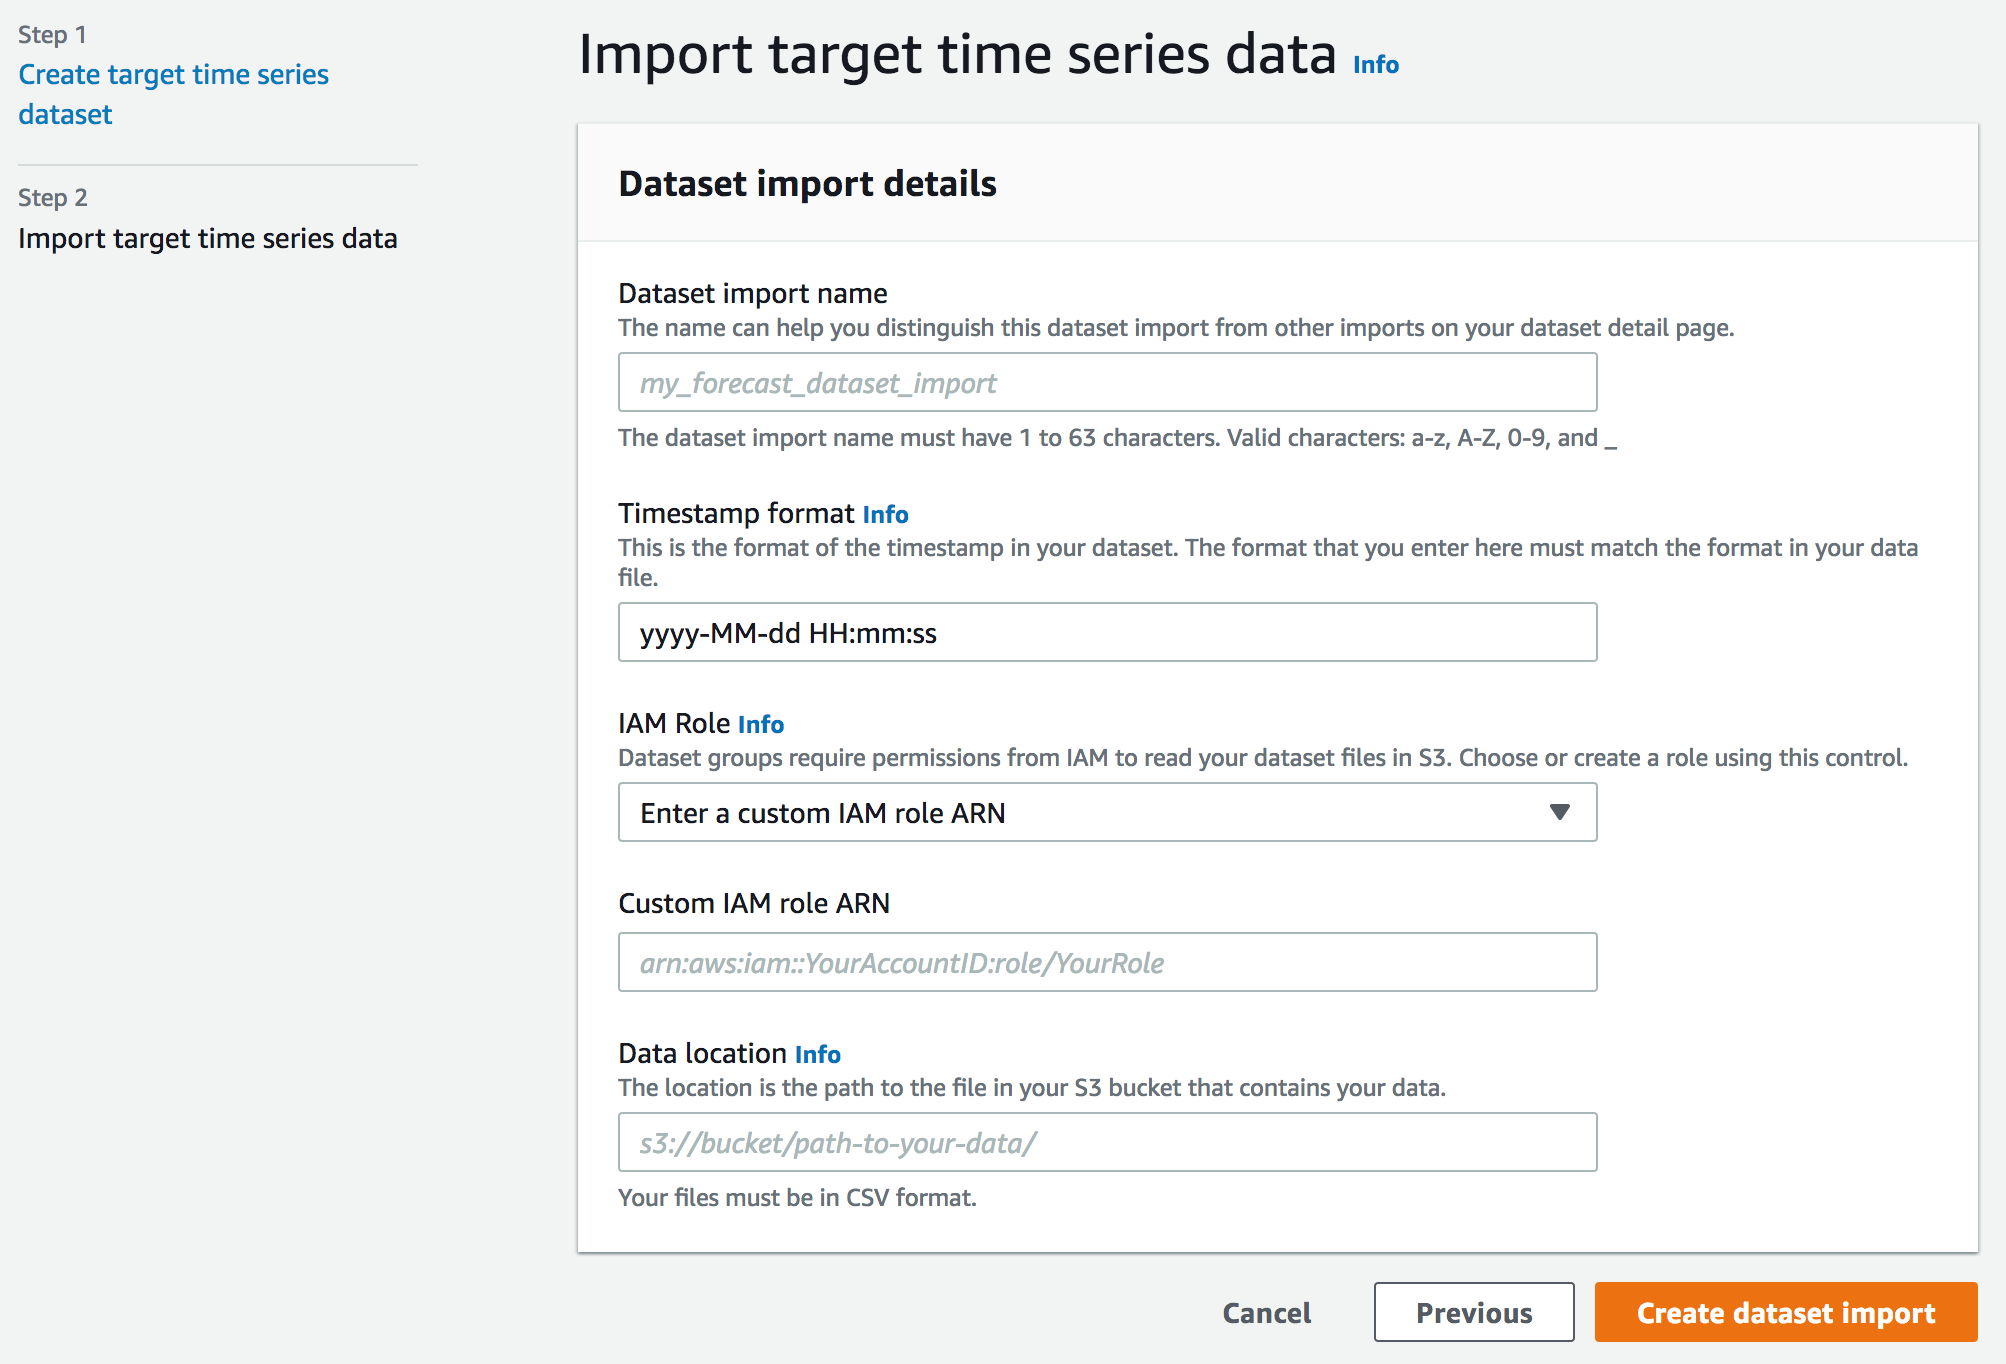 Step 1
Create target time series
dataset
Step 2
Import target time series data
Import target time series data Info
Dataset import details
Dataset import name
The name can help you distinguish this dataset import from other imports on your dataset detail page.
my_forecast_dataset_import
The dataset import name must have 1 to 63 characters. Valid characters: a-z, A-Z, 0-9, and _
Timestamp format Info
This is the format of the timestamp in your dataset. The format that you enter here must match the format in your data
file.
yyyy-MM-dd HH:mm:ss
IAM Role Info
Dataset groups require permissions from IAM to read your dataset files in S3. Choose or create a role using this control.
Enter a custom IAM role ARN
Custom IAM role ARN
arn:aws:iam::YourAccountID:role/YourRole
Data location Info
The location is the path to the file in your S3 bucket that contains your data.
s3://bucket/path-to-your-data/
Your files must be in CSV format.
Cancel
Previous
Create dataset import